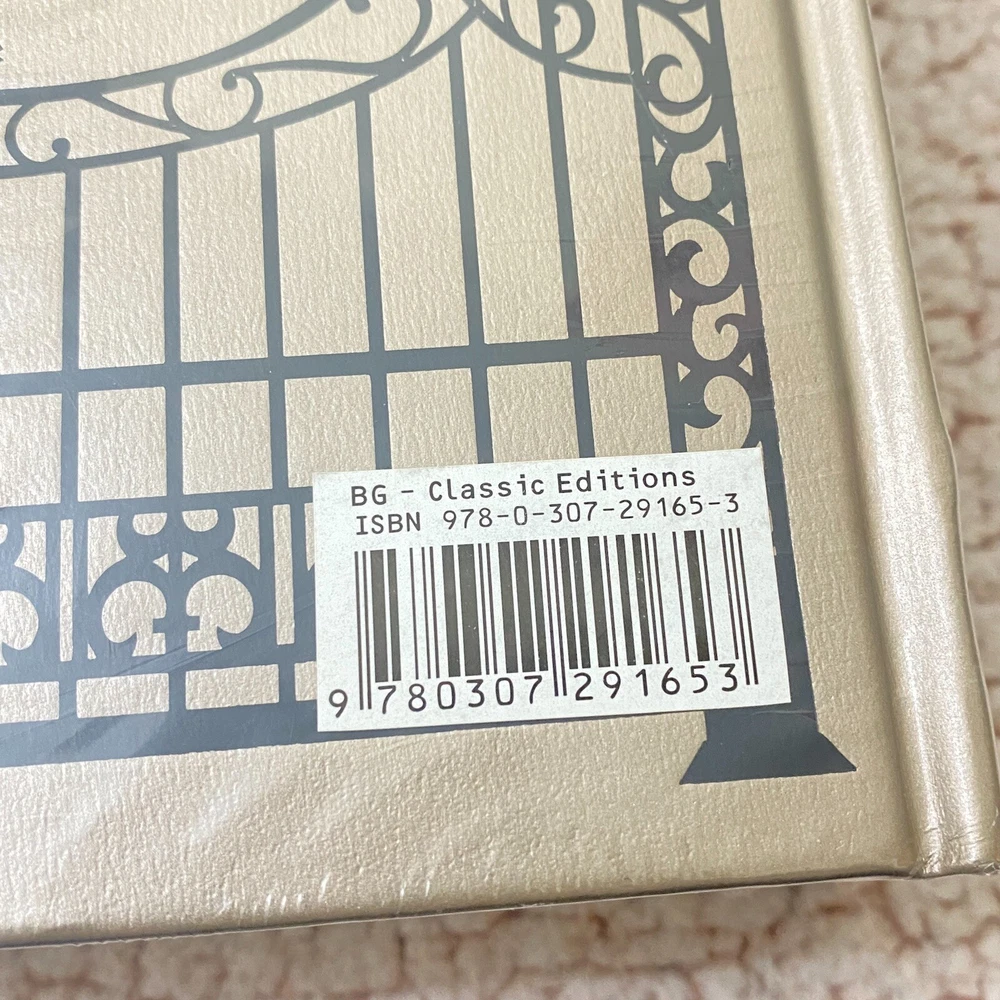 BG - Classic Editions
ISBN 978-0-307-29165-3
9 780307 291653